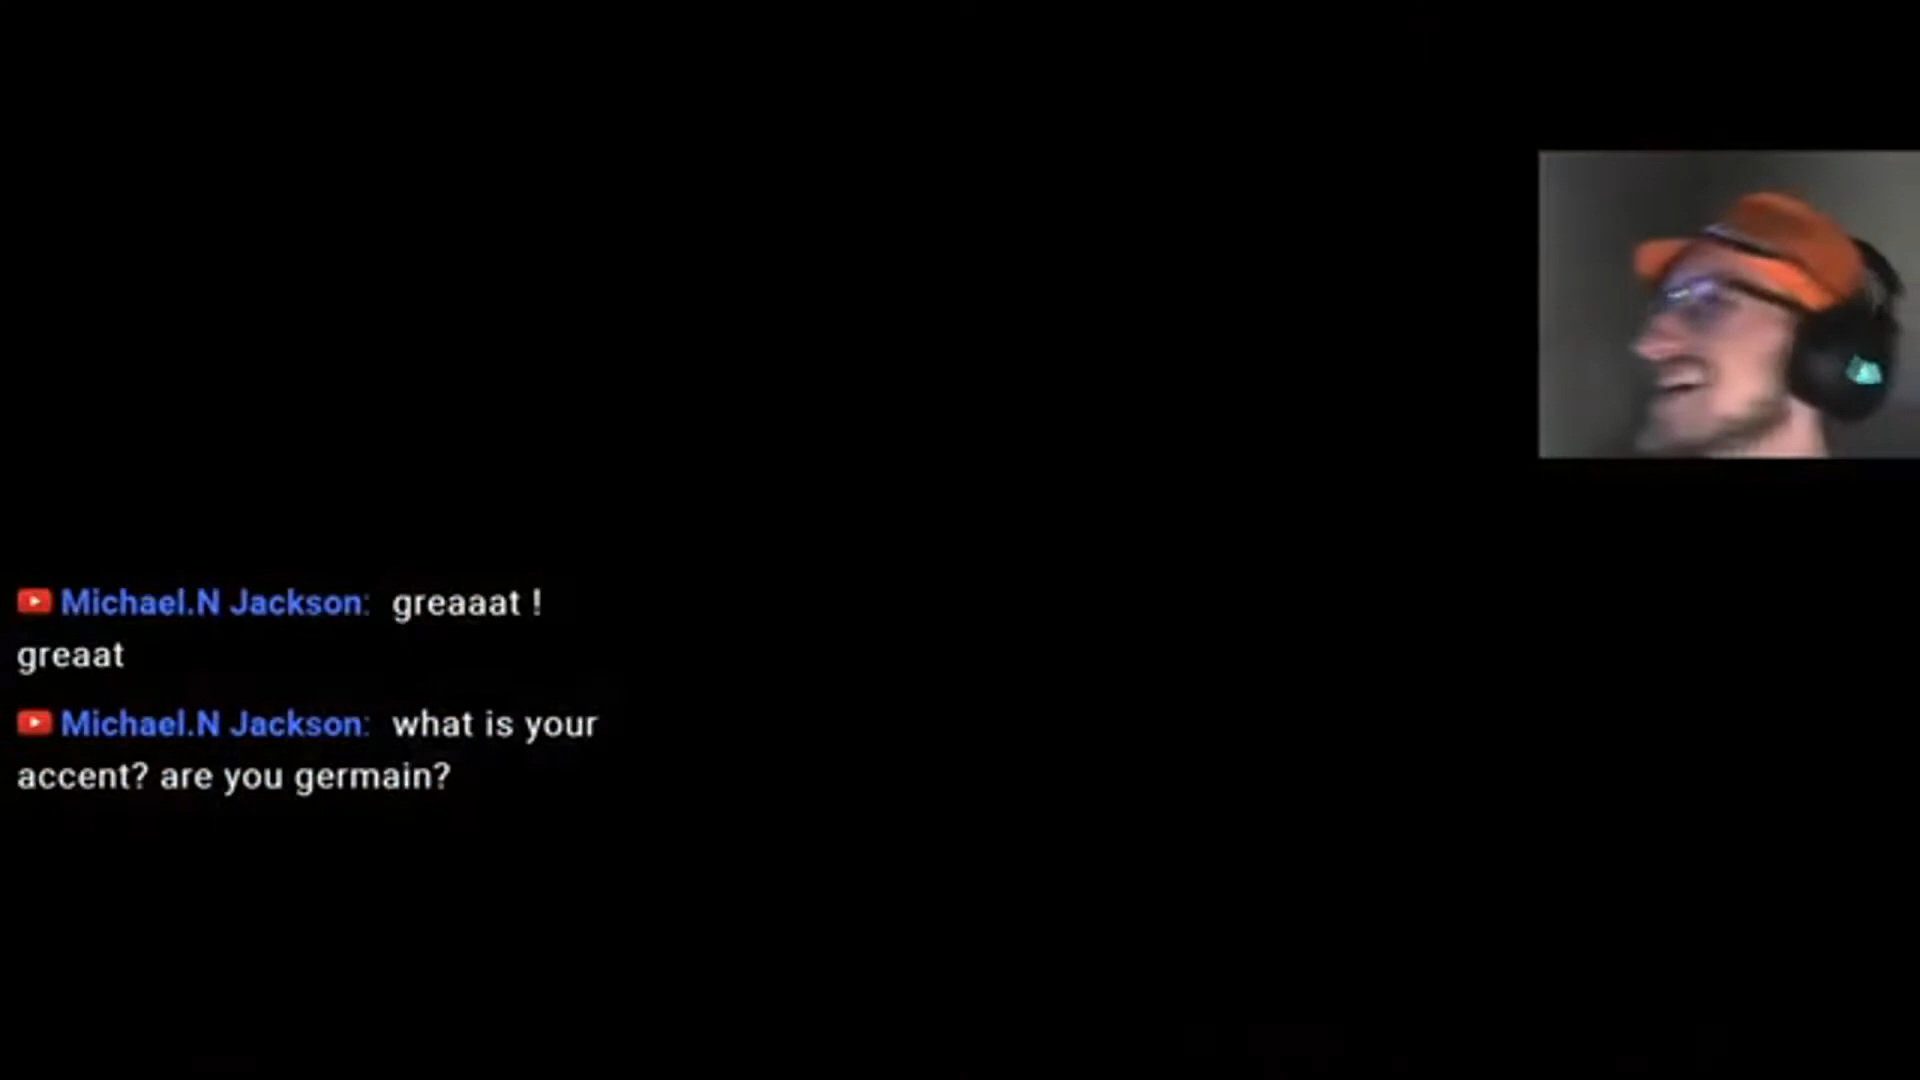 Michael.N Jackson: greaaat !
greaat
Michael.N Jackson: what is your
accent? are you germain?